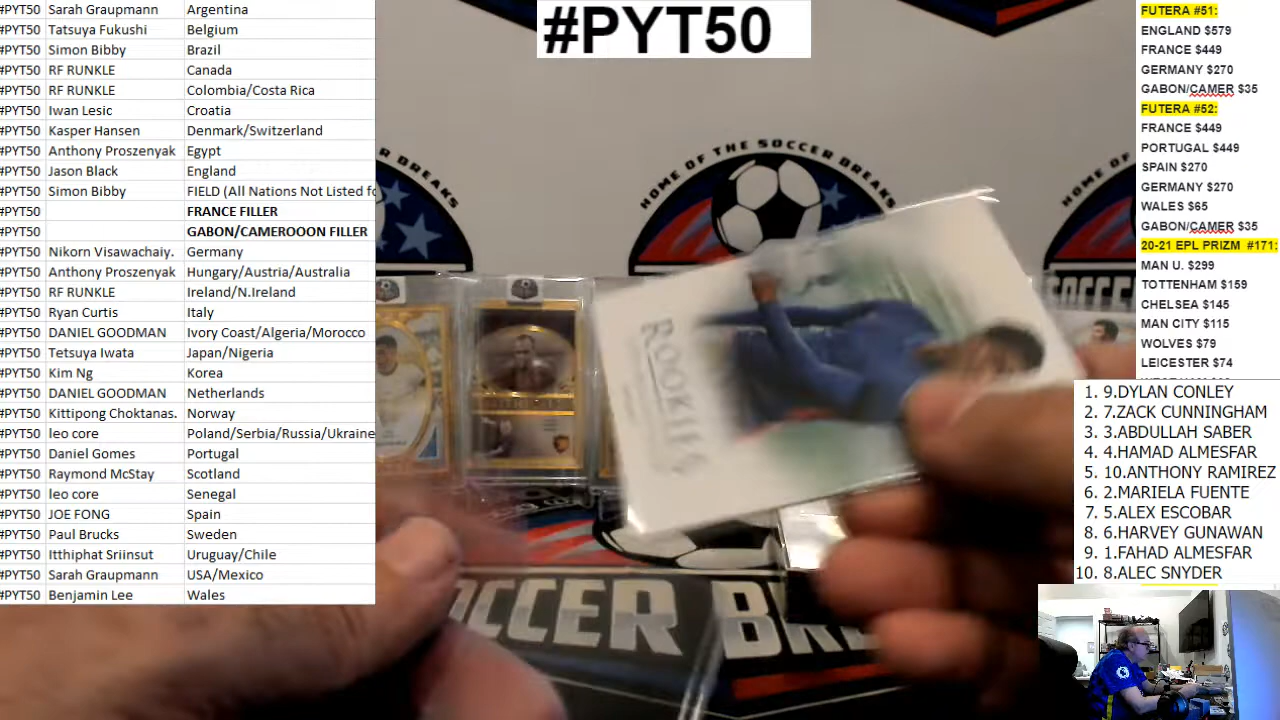 #PYT50 Sarah Graupmann Argentina
#PYT50 Tatsuya Fukushi Belgium
#PYT50 Simon Bibby Brazil
#PYT50 RF RUNKLE Canada
#PYT50 RF RUNKLE Colombia/Costa Rica
#PYT50 Iwan Lesic Croatia
#PYT50 Kasper Hansen Denmark/Switzerland
#PYT50 Anthony Proszenyak Egypt
#PYT50 Jason Black England
#PYT50 Simon Bibby FIELD (All Nations Not Listed fo
#PYT50 FRANCE FILLER
#PYT50 GABON/CAMEROOON FILLER
#PYT50 Nikorn Visawachaiy. Germany
#PYT50 Anthony Proszenyak Hungary/Austria/Australia
#PYT50 RF RUNKLE Ireland/N.Ireland
#PYT50 Ryan Curtis Italy
#PYT50 DANIEL GOODMAN Ivory Coast/Algeria/Morocco
#PYT50 Tetsuya Iwata Japan/Nigeria
#PYT50 Kim Ng Korea
#PYT50 DANIEL GOODMAN Netherlands
#PYT50 Kittipong Choktanas. Norway
#PYT50 leo core Poland/Serbia/Russia/Ukraine
#PYT50 Daniel Gomes Portugal
#PYT50 Raymond McStay Scotland
#PYT50 leo core Senegal
#PYT50 JOE FONG Spain
#PYT50 Paul Brucks Sweden
#PYT50 Itthiphat Sriinsut Uruguay/Chile
#PYT50 Sarah Graupmann USA/Mexico
#PYT50 Benjamin Lee Wales
#PYT50
HOME OF THE SOCCER BREAKS
ROOKIES
SOCCER
OCCER BR
FUTERA #51:
ENGLAND $579
FRANCE $449
GERMANY $270
GABON/CAMER $35
FUTERA #52:
FRANCE $449
PORTUGAL $449
SPAIN $270
GERMANY $270
WALES $65
GABON/CAMER $35
20-21 EPL PRIZM #171:
MAN U. $299
TOTTENHAM $159
CHELSEA $145
MAN CITY $115
WOLVES $79
LEICESTER $74
1. 9.DYLAN CONLEY
2. 7.ZACK CUNNINGHAM
3. 3.ABDULLAH SABER
4. 4.HAMAD ALMESFAR
5. 10.ANTHONY RAMIREZ
6. 2.MARIELA FUENTE
7. 5.ALEX ESCOBAR
8. 6.HARVEY GUNAWAN
9. 1.FAHAD ALMESFAR
10. 8.ALEC SNYDER